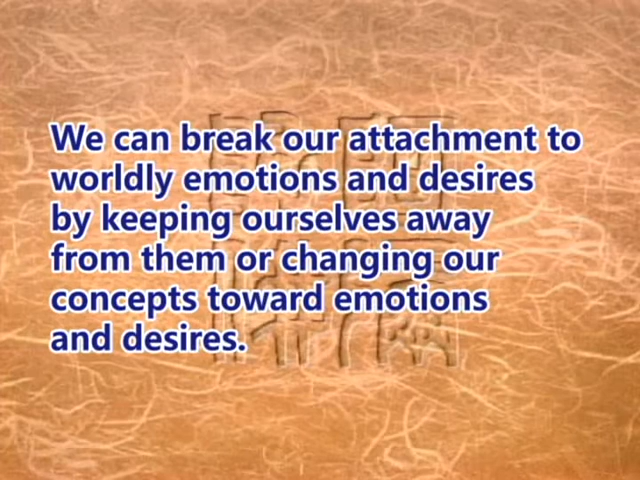 We can break our attachment to
worldly emotions and desires
by keeping ourselves away
from them or changing our
concepts toward emotions
and desires.